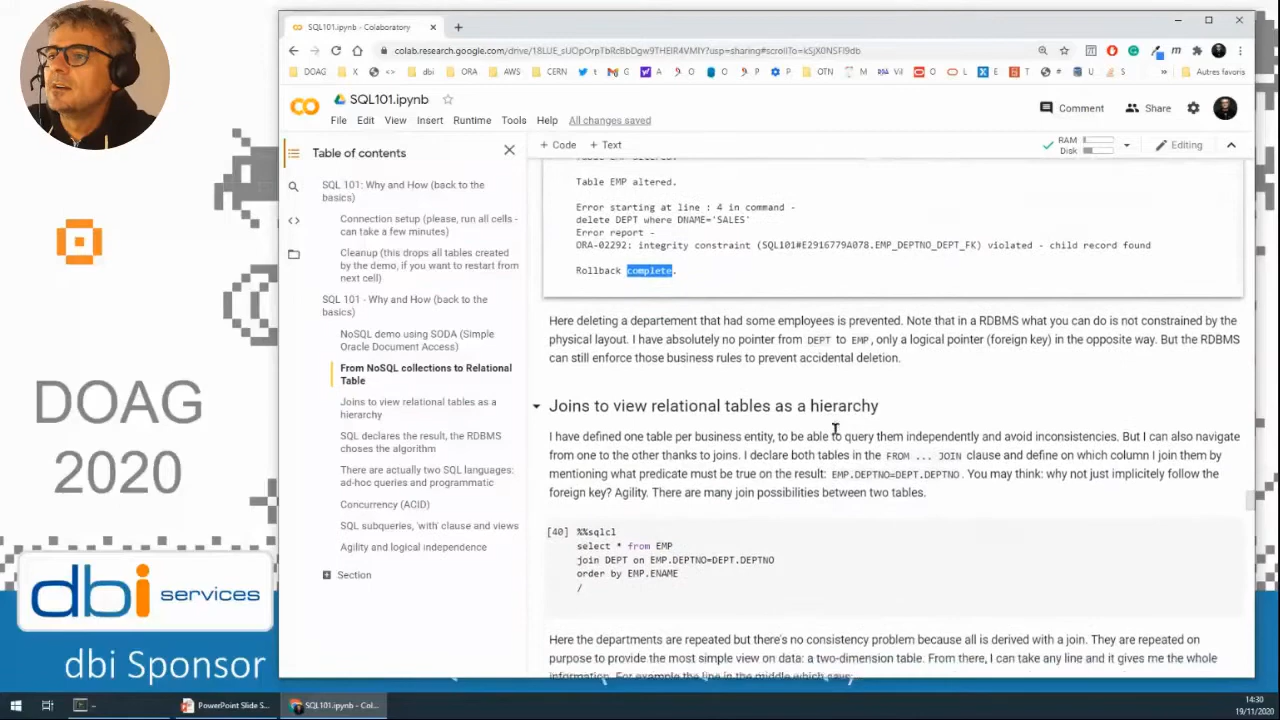 SQL101.ipynb - Colaboratory
colab.research.google.com/drive/18LUE_sUOpOrpTbRcBbDgw9THEIR4VMIY?usp=sharing#scrollTo=kSjX0NSFI9db
DOAG
X
<>
dbi
ORA
AWS
CERN
t
G
A
O
O
P
P
OTN
M
Vil
O
L
E
T
#
U
S
»
Autres favoris
SQL101.ipynb
File Edit View Insert Runtime Tools Help All changes saved
Comment
Share
Table of contents
+ Code + Text
RAM
Disk
Editing
SQL 101: Why and How (back to the
basics)
Connection setup (please, run all cells -
can take a few minutes)
Cleanup (this drops all tables created
by the demo, if you want to restart from
next cell)
SQL 101 - Why and How (back to the
basics)
NoSQL demo using SODA (Simple
Oracle Document Access)
From NoSQL collections to Relational
Table
Joins to view relational tables as a
hierarchy
SQL declares the result, the RDBMS
choses the algorithm
There are actually two SQL languages:
ad-hoc queries and programmatic
Concurrency (ACID)
SQL subqueries, 'with' clause and views
Agility and logical independence
Section
Table EMP altered.
Table EMP altered.
Error starting at line : 4 in command -
delete DEPT where DNAME='SALES'
Error report -
ORA-02292: integrity constraint (SQL101#E2916779A078.EMP_DEPTNO_DEPT_FK) violated - child record found
Rollback complete.
Here deleting a departement that had some employees is prevented. Note that in a RDBMS what you can do is not constrained by the
physical layout. I have absolutely no pointer from DEPT to EMP, only a logical pointer (foreign key) in the opposite way. But the RDBMS
can still enforce those business rules to prevent accidental deletion.
Joins to view relational tables as a hierarchy
I have defined one table per business entity, to be able to query them independently and avoid inconsistencies. But I can also navigate
from one to the other thanks to joins. I declare both tables in the FROM ... JOIN clause and define on which column I join them by
mentioning what predicate must be true on the result: EMP.DEPTNO=DEPT.DEPTNO. You may think: why not just implicitely follow the
foreign key? Agility. There are many join possibilities between two tables.
[40] %%sqlcl
select * from EMP
join DEPT on EMP.DEPTNO=DEPT.DEPTNO
order by EMP.ENAME
/
Here the departments are repeated but there's no consistency problem because all is derived with a join. They are repeated on
purpose to provide the most simple view on data: a two-dimension table. From there, I can take any line and it gives me the whole
information. For example the line in the middle which says:
DOAG
2020
dbi services
dbi Sponsor
PowerPoint Slide S...
SQL101.ipynb - Col...
14:30
19/11/2020